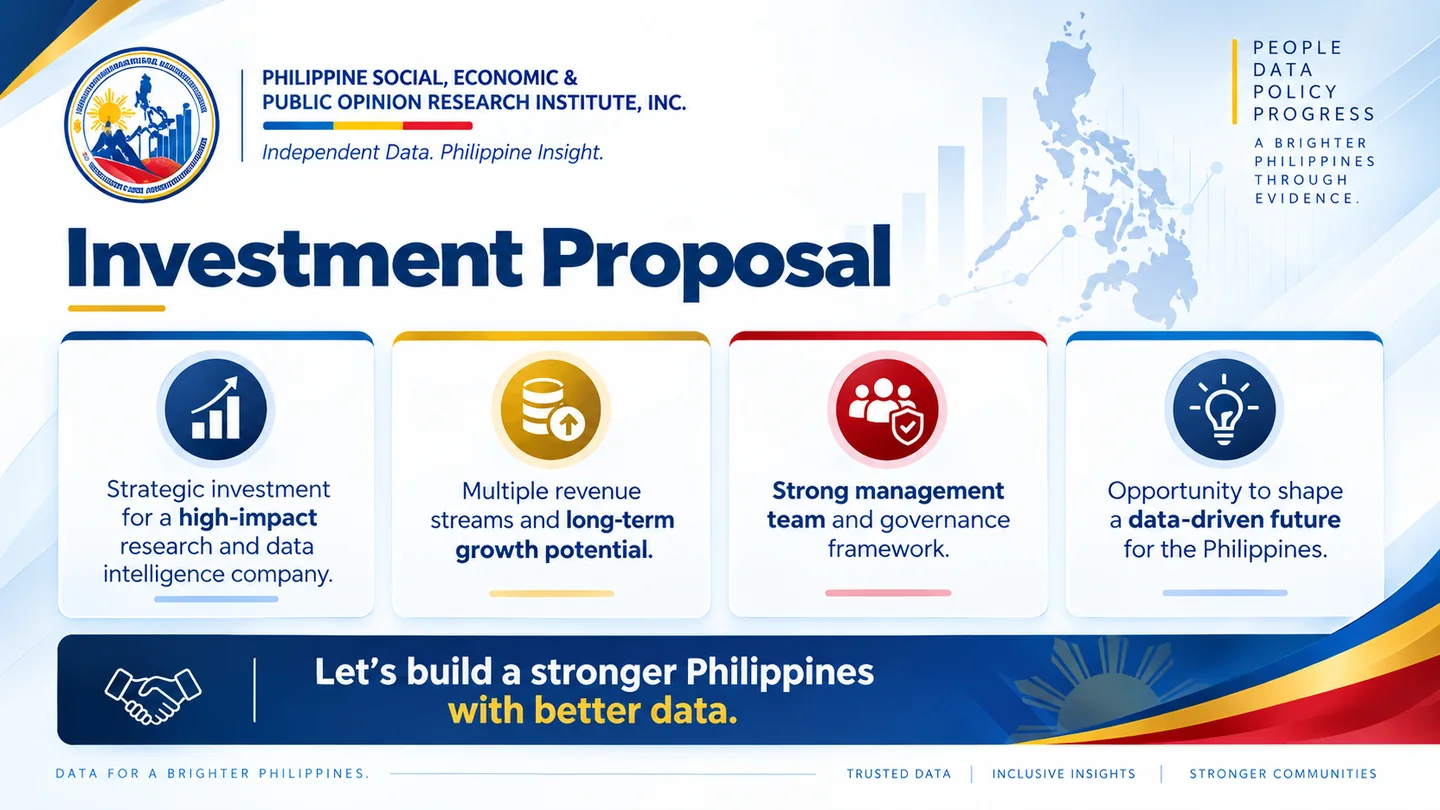 PHILIPPINE SOCIAL, ECONOMIC &
PUBLIC OPINION RESEARCH INSTITUTE, INC.
Independent Data. Philippine Insight.
PEOPLE
DATA
POLICY
PROGRESS
A BRIGHTER
PHILIPPINES
THROUGH
EVIDENCE.
Investment Proposal
Strategic investment
for a high-impact
research and data
intelligence company.
Multiple revenue
streams and long-term
growth potential.
Strong management
team and governance
framework.
Opportunity to shape
a data-driven future
for the Philippines.
Let's build a stronger Philippines
with better data.
DATA FOR A BRIGHTER PHILIPPINES.
TRUSTED DATA
INCLUSIVE INSIGHTS
STRONGER COMMUNITIES